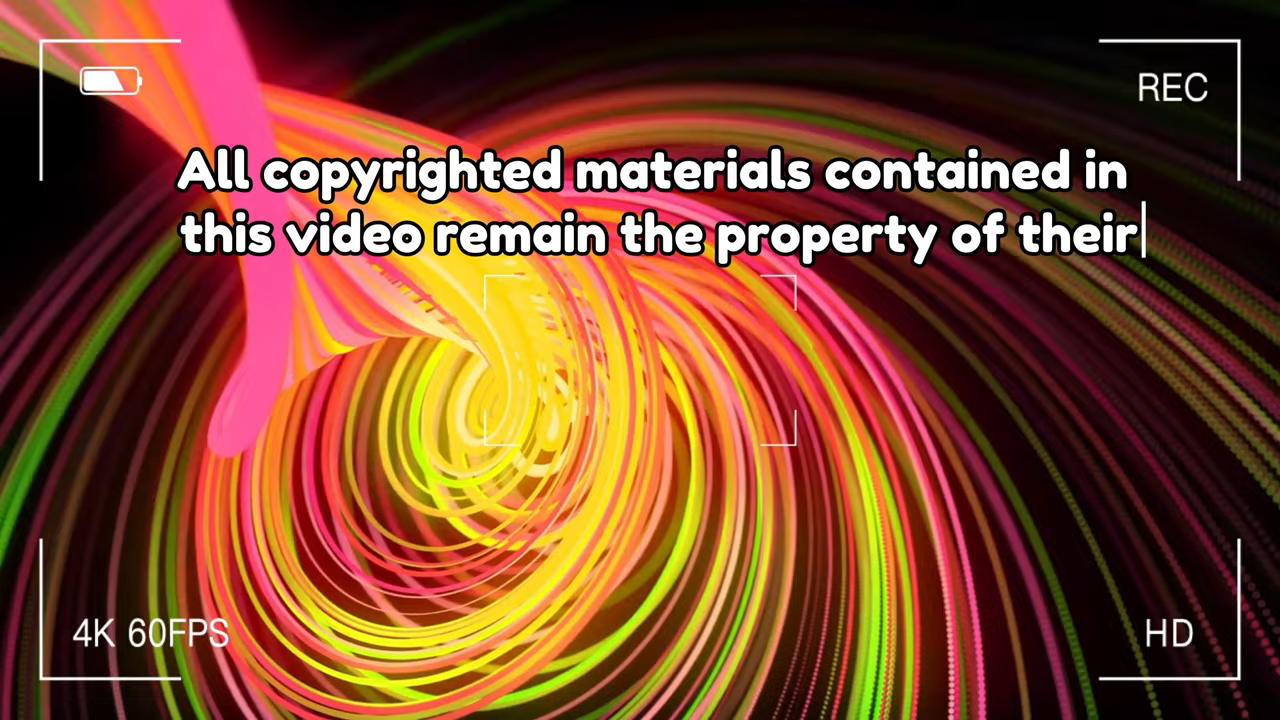 REC
All copyrighted materials contained in
this video remain the property of their
4K 60FPS
HD